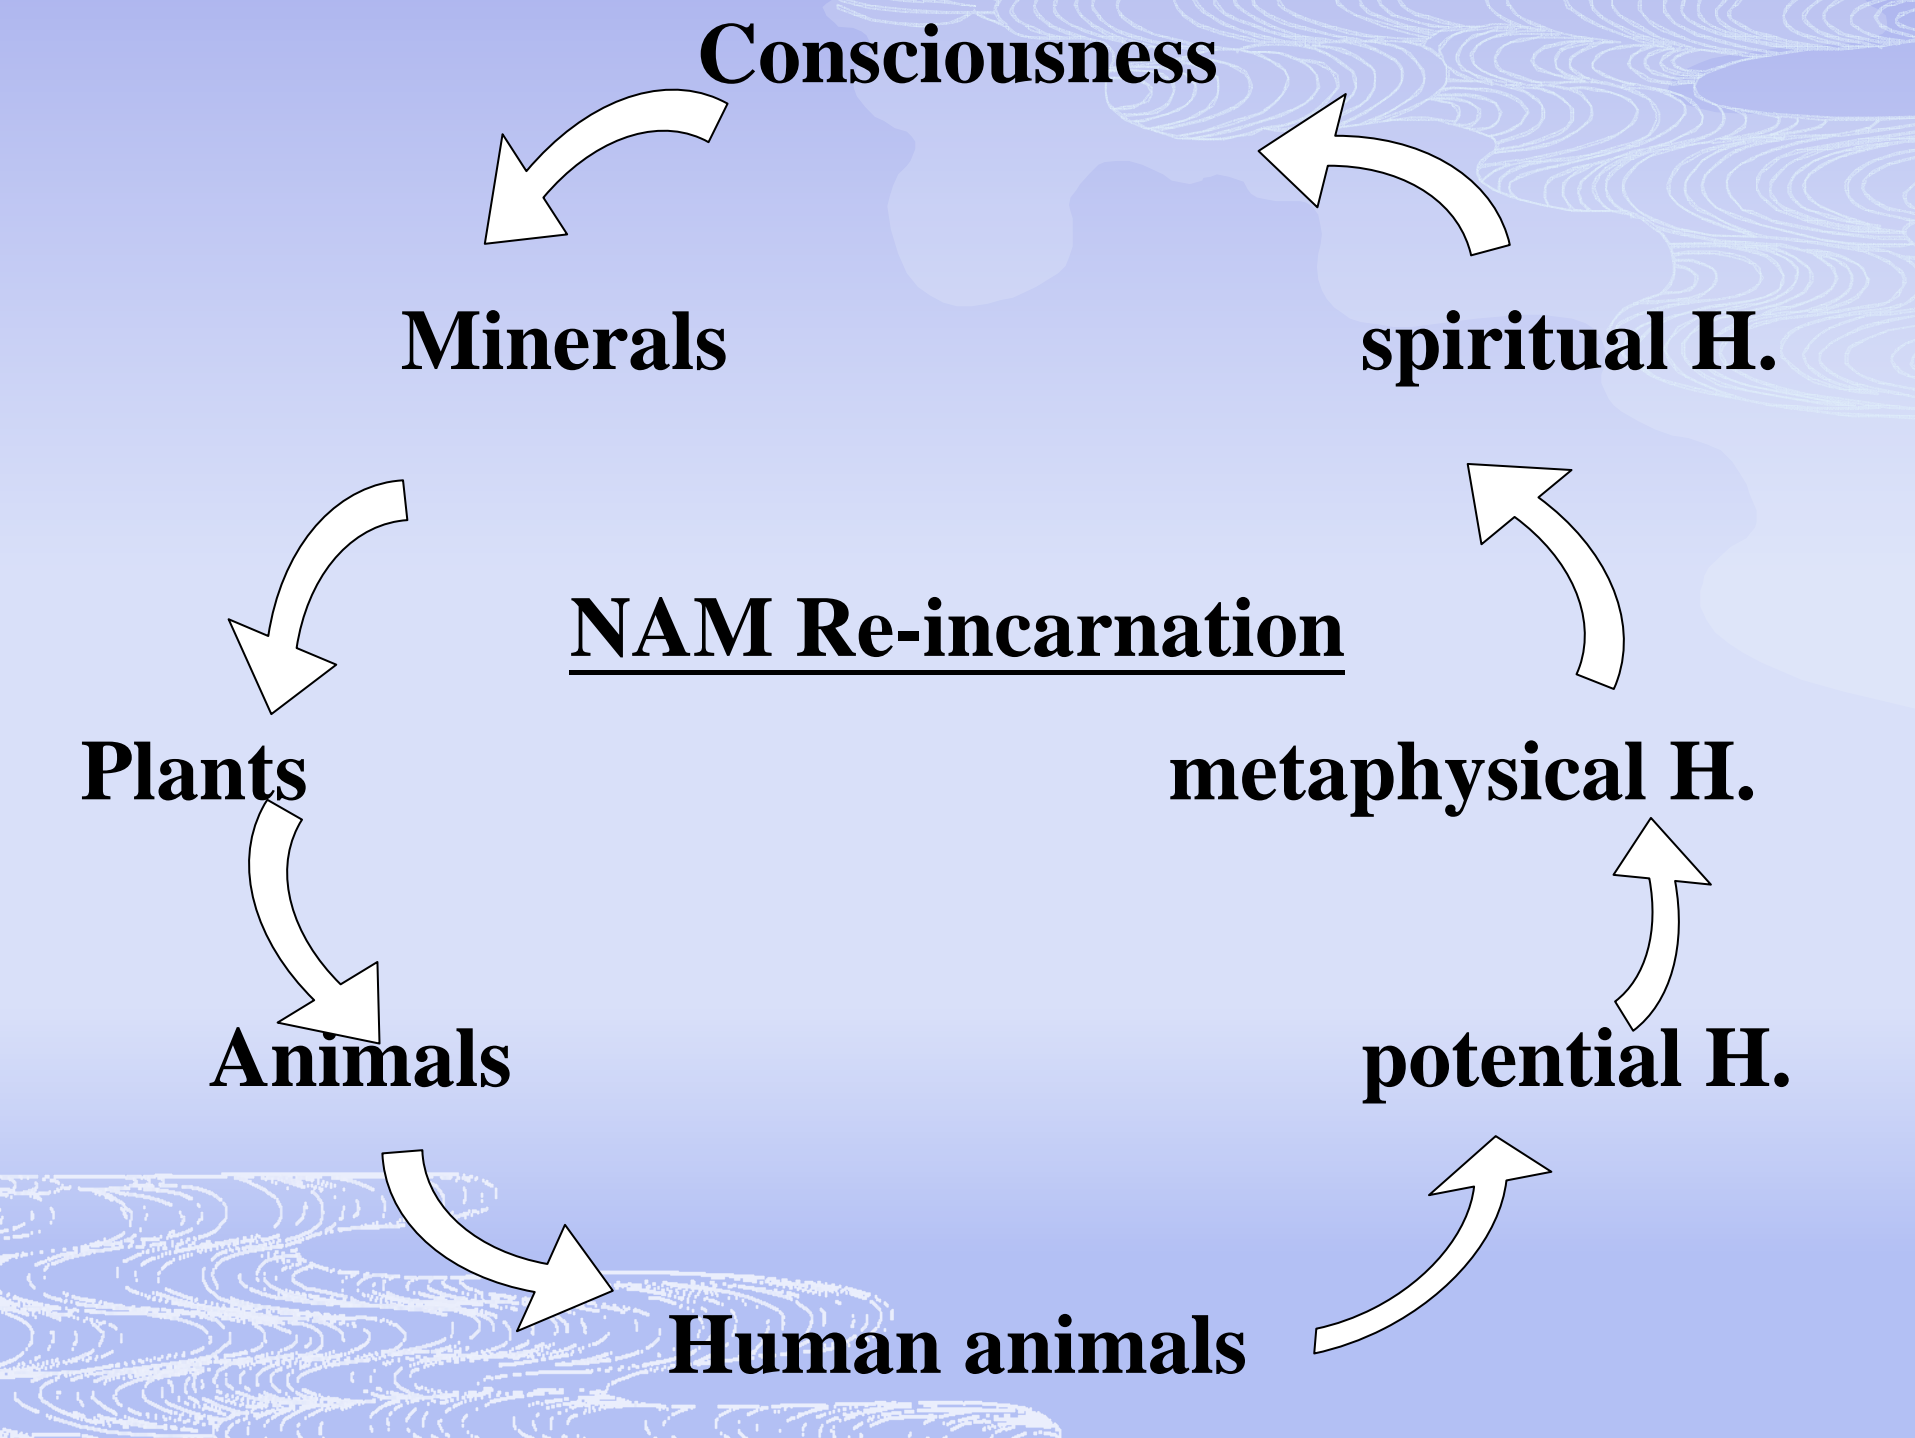 Consciousness
Minerals spiritual H.
NAM Re-incarnation
Plants metaphysical H.
Animals potential H.
Human animals